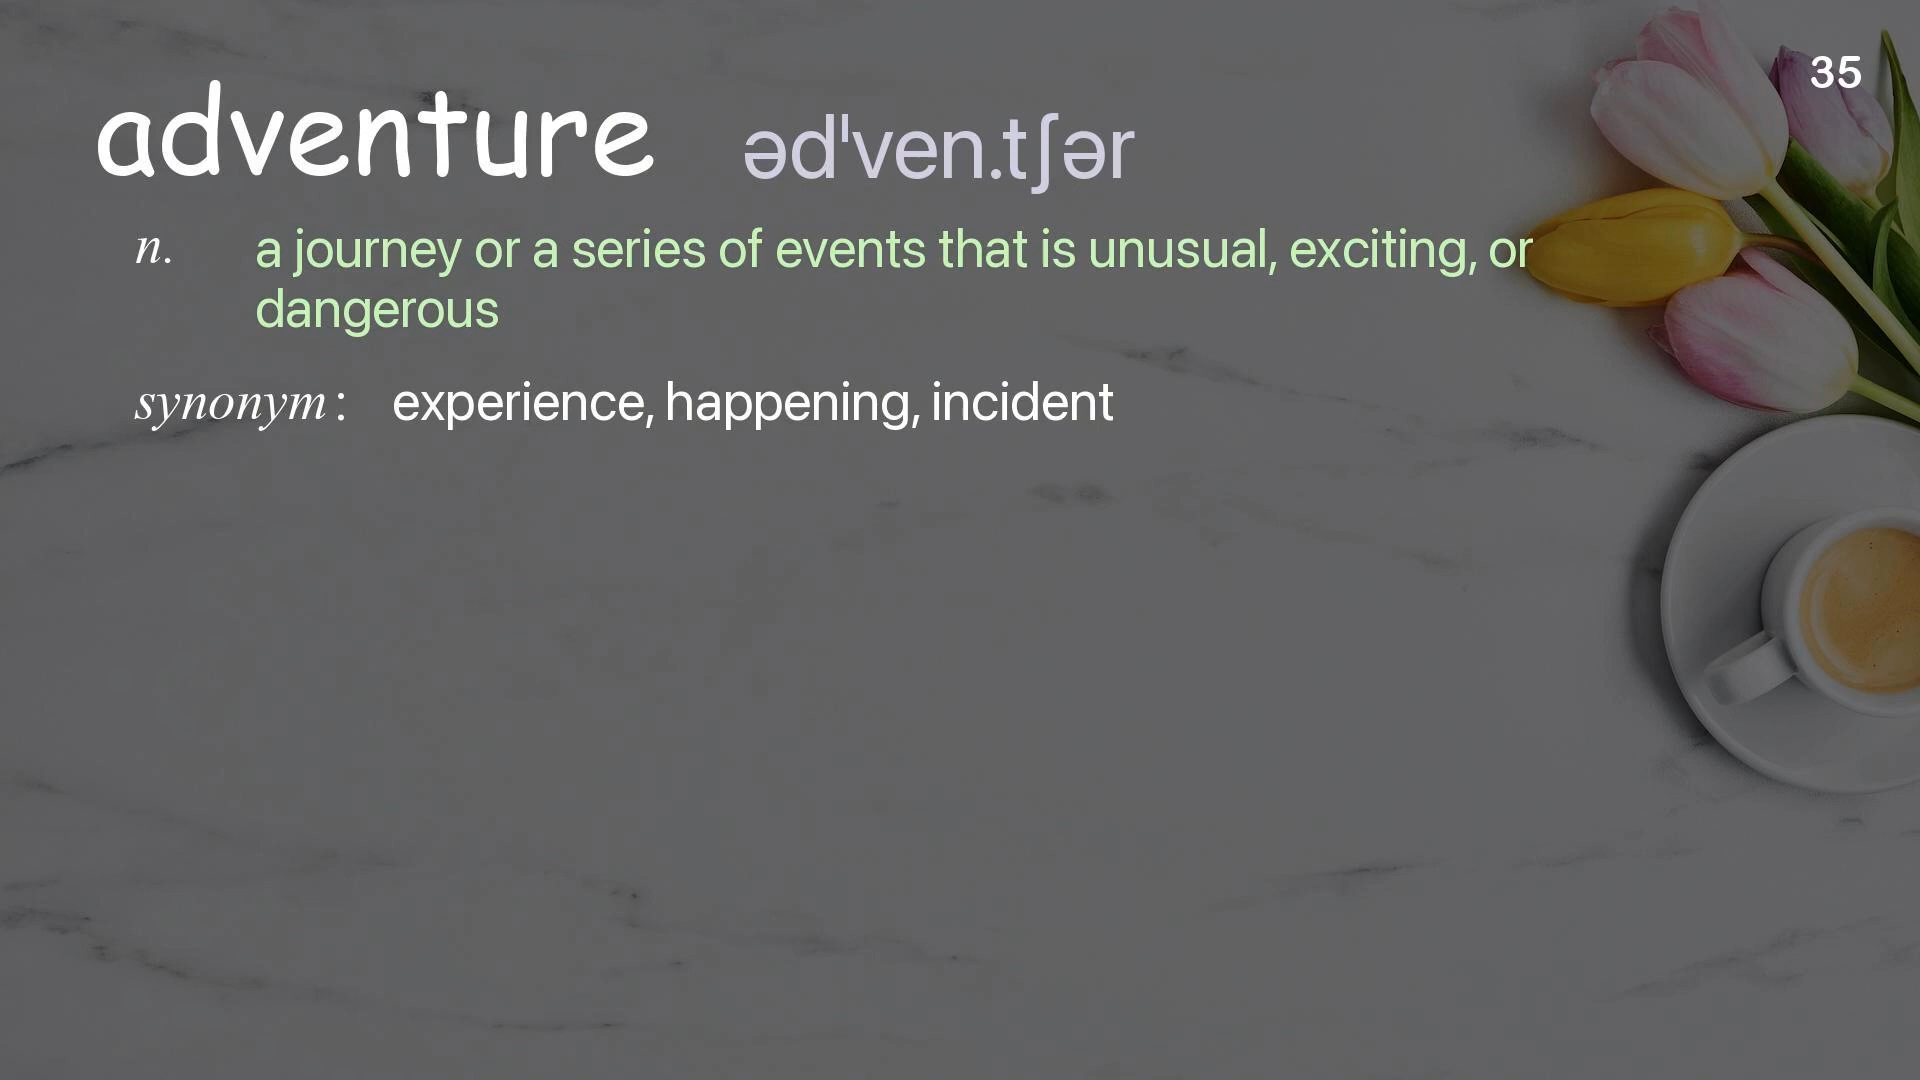 35
adventure ədˈven.tʃər
n. a journey or a series of events that is unusual, exciting, or
dangerous
synonym: experience, happening, incident